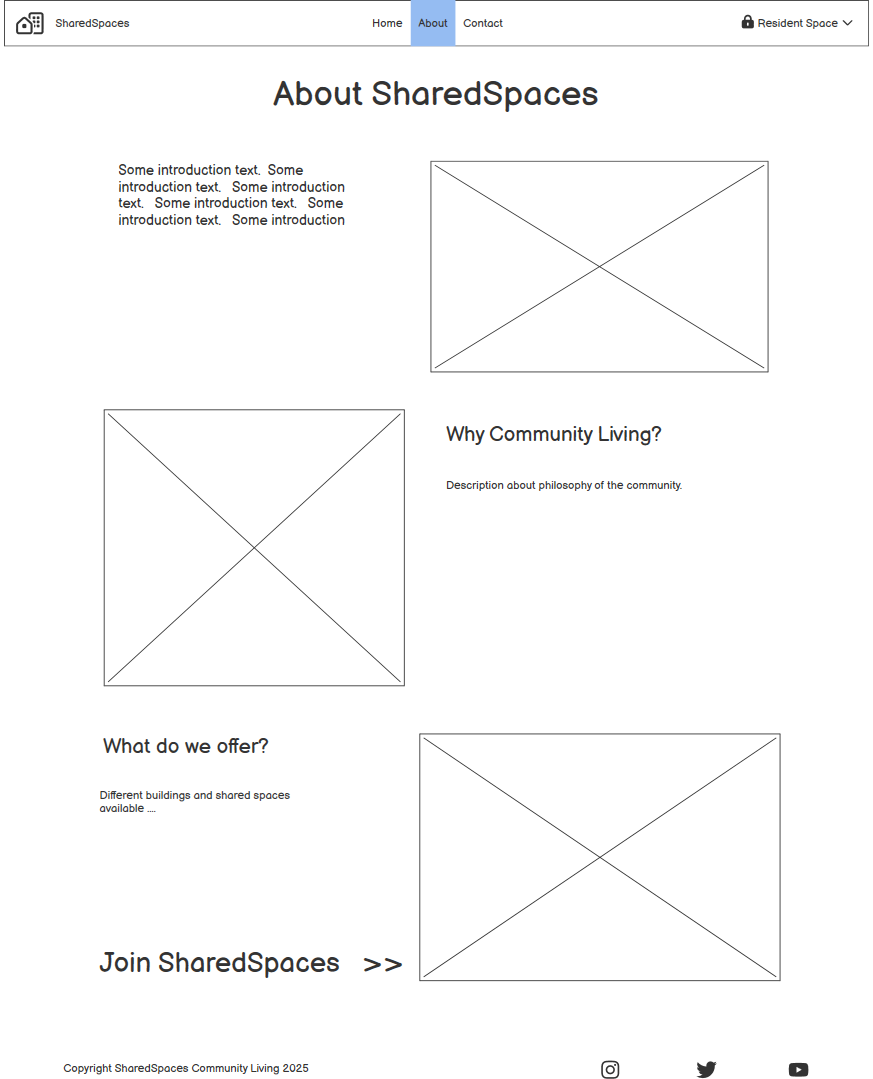 SharedSpaces
Home
About
Contact
Resident Space
About SharedSpaces
Some introduction text. Some
introduction text. Some introduction
text. Some introduction text. Some
introduction text. Some introduction
Why Community Living?
Description about philosophy of the community.
What do we offer?
Different buildings and shared spaces
available ....
Join SharedSpaces >>
Copyright SharedSpaces Community Living 2025